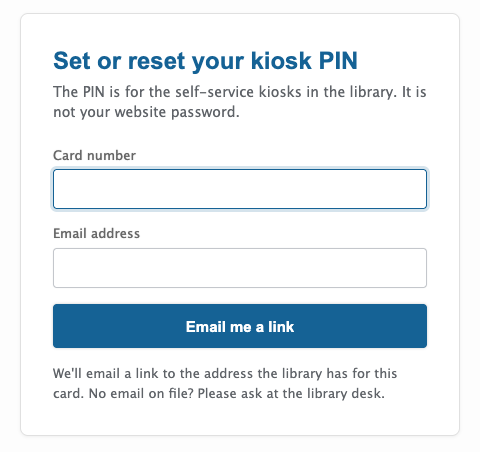 Set or reset your kiosk PIN
The PIN is for the self-service kiosks in the library. It is
not your website password.
Card number
Email address
Email me a link
We'll email a link to the address the library has for this
card. No email on file? Please ask at the library desk.